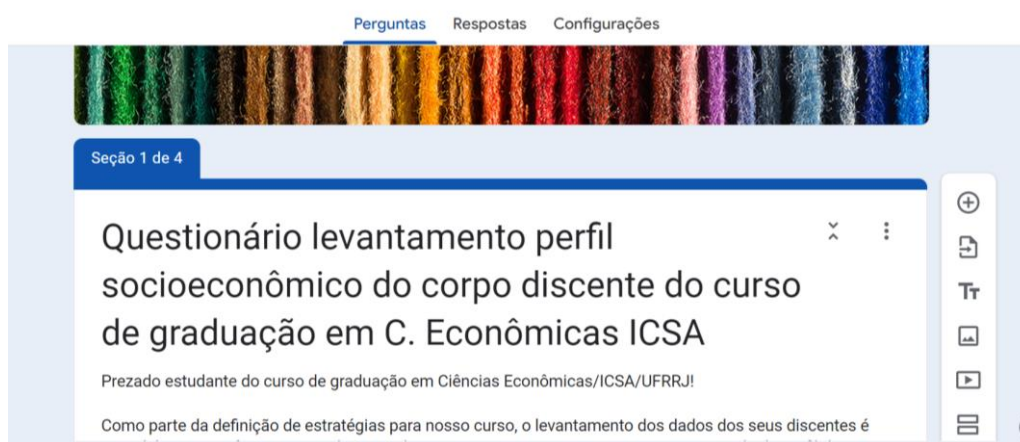 Perguntas Respostas Configurações
Seção 1 de 4
Questionário levantamento perfil
socioeconômico do corpo discente do curso
de graduação em C. Econômicas ICSA
Prezado estudante do curso de graduação em Ciências Econômicas/ICSA/UFRRJ!
Como parte da definição de estratégias para nosso curso, o levantamento dos dados dos seus discentes é